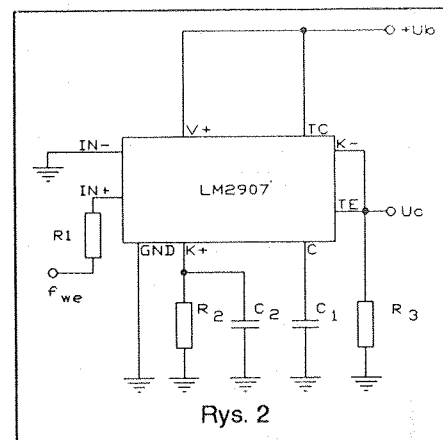 +Ub
V+
TC
IN-
K-
LM2907
IN+
TE
Uc
R1
GND
K+
C
fwe
R2
C2
C1
R3
Rys. 2